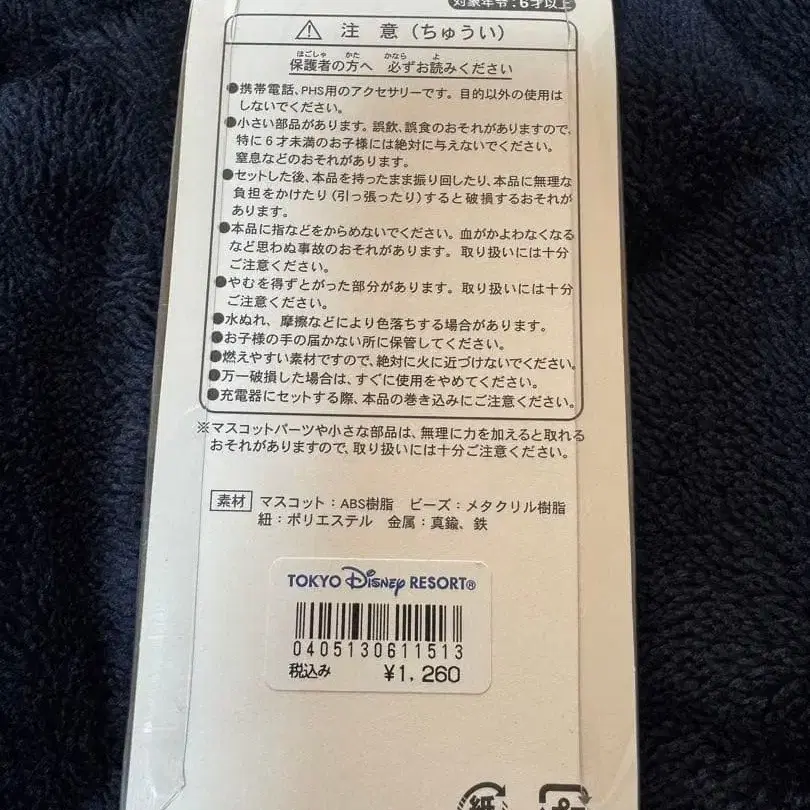 対象年令：6才以上
⚠ 注 意（ちゅうい）
ほごしゃ かた かなら よ
保護者の方へ 必ずお読みください
●携帯電話、PHS用のアクセサリーです。目的以外の使用は
しないでください。
●小さい部品があります。誤飲、誤食のおそれがありますので、
特に6才未満のお子様には絶対に与えないでください。
窒息などのおそれがあります。
●セットした後、本品を持ったまま振り回したり、本品に無理な
負担をかけたり（引っ張ったり）すると破損するおそれが
あります。
●本品に指などをからめないでください。血がかよわなくなる
など思わぬ事故のおそれがあります。取り扱いには十分
ご注意ください。
●やむを得ずとがった部分があります。取り扱いには十分
ご注意ください。
●水ぬれ、摩擦などにより色落ちする場合があります。
●お子様の手の届かない所に保管してください。
●燃えやすい素材ですので、絶対に火に近づけないでください。
●万一破損した場合は、すぐに使用をやめてください。
●充電器にセットする際、本品の巻き込みにご注意ください。
※マスコットパーツや小さな部品は、無理に力を加えると取れる
おそれがありますので、取り扱いには十分ご注意ください。
素材 マスコット：ABS樹脂 ビーズ：メタクリル樹脂
紐：ポリエステル 金属：真鍮、鉄
TOKYO Disney RESORT®
0405130611513
税込み ¥1,260
紙